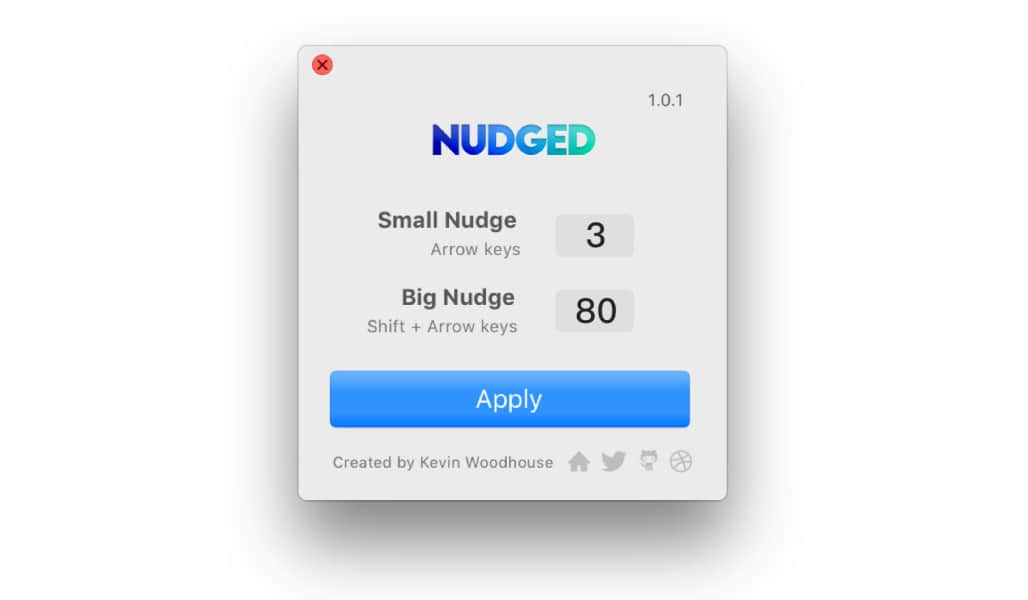 1.0.1
NUDGED
Small Nudge
Arrow keys
3
Big Nudge
Shift + Arrow keys
80
Apply
Created by Kevin Woodhouse